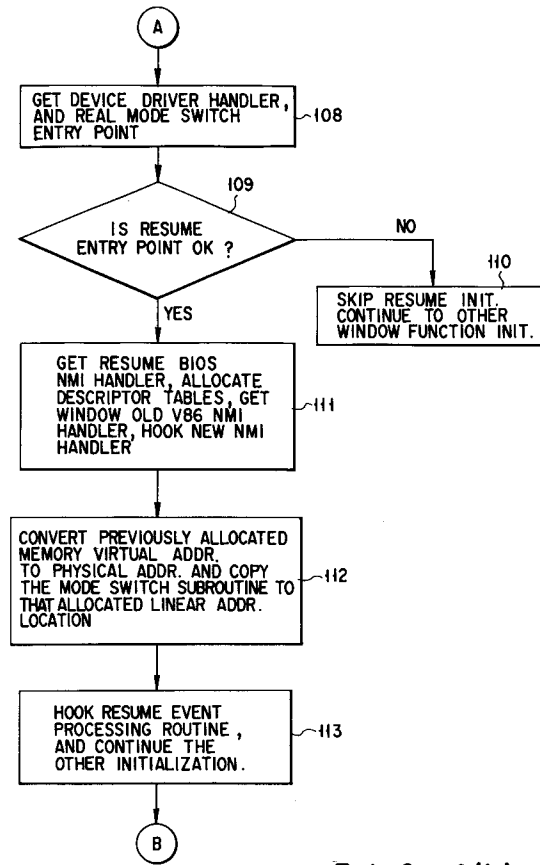 A
GET DEVICE DRIVER HANDLER,
AND REAL MODE SWITCH
ENTRY POINT
108
109
IS RESUME
ENTRY POINT OK ?
NO
110
SKIP RESUME INIT.
CONTINUE TO OTHER
WINDOW FUNCTION INIT.
YES
GET RESUME BIOS
NMI HANDLER, ALLOCATE
DESCRIPTOR TABLES, GET
WINDOW OLD V86 NMI
HANDLER, HOOK NEW NMI
HANDLER
111
CONVERT PREVIOUSLY ALLOCATED
MEMORY VIRTUAL ADDR.
TO PHYSICAL ADDR. AND COPY
THE MODE SWITCH SUBROUTINE TO
THAT ALLOCATED LINEAR ADDR.
LOCATION
112
HOOK RESUME EVENT
PROCESSING ROUTINE,
AND CONTINUE THE
OTHER INITIALIZATION.
113
B